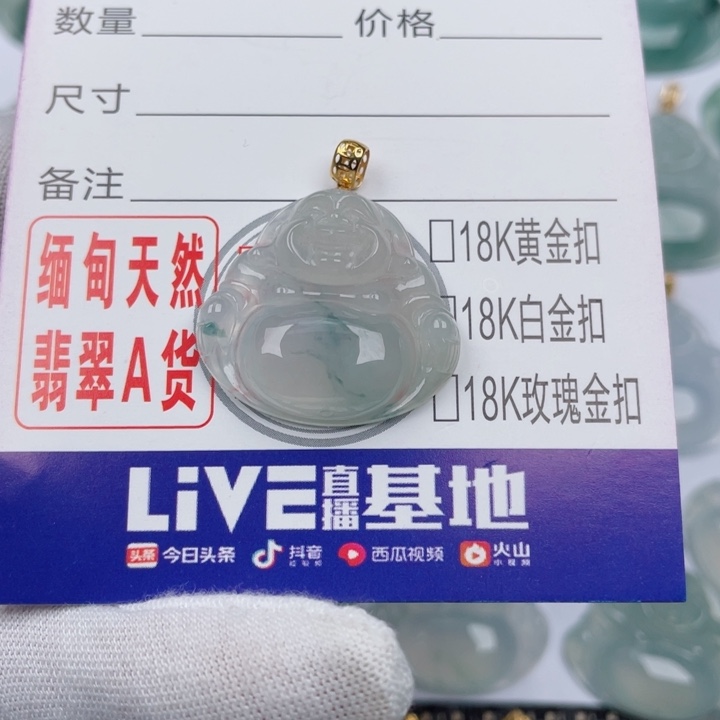 数量 价格
尺寸
备注
缅甸天然
翡翠A货
18K黄金扣
18K白金扣
18K玫瑰金扣
LiVE直播基地
头条 今日头条 抖音 西瓜视频 火山